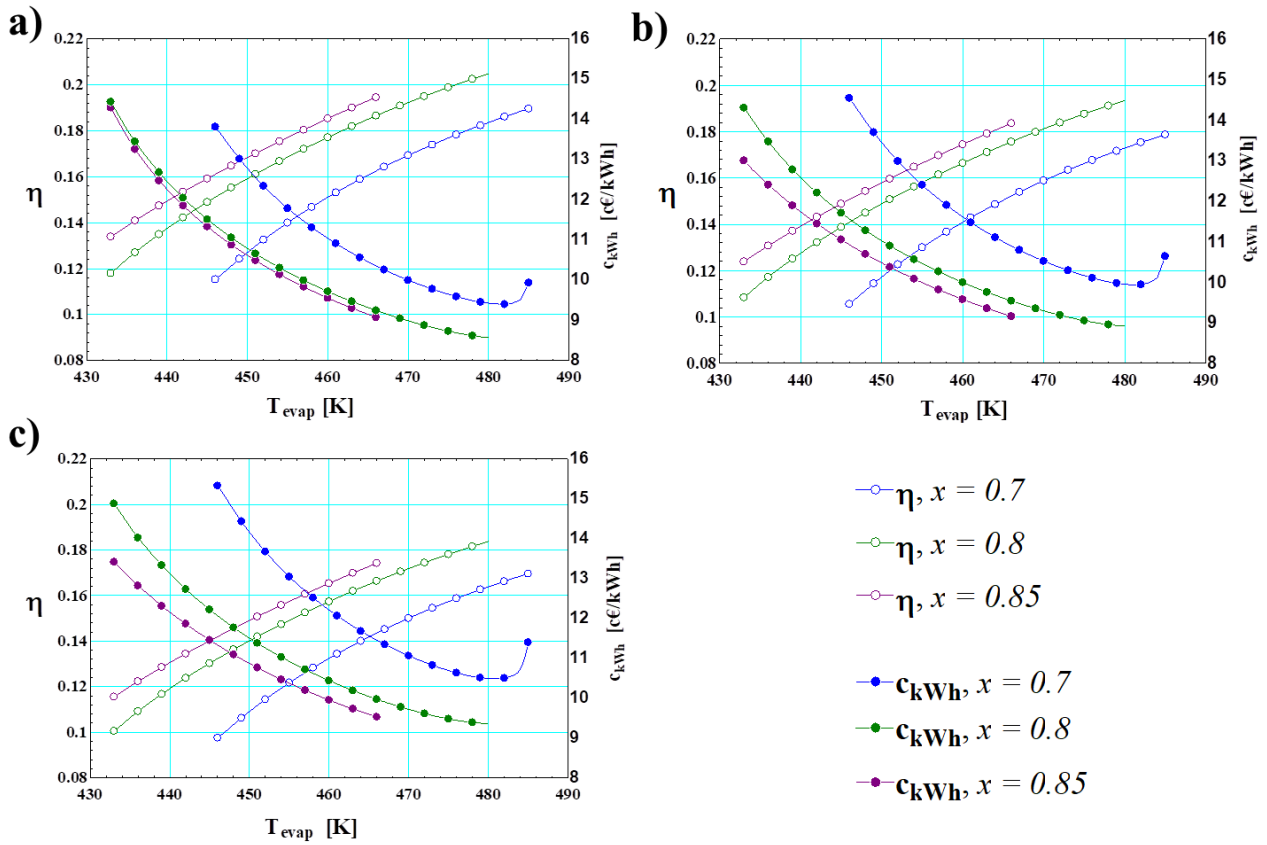 a)
0.22
0.2
0.18
0.16
0.14
0.12
0.1
0.08
η
16
15
14
13
12
11
10
9
8
c_kWh [c€/kWh]
430 440 450 460 470 480 490
T_evap [K]
b)
0.22
0.2
0.18
0.16
0.14
0.12
0.1
0.08
η
16
15
14
13
12
11
10
9
8
c_kWh [c€/kWh]
430 440 450 460 470 480 490
T_evap [K]
c)
0.22
0.2
0.18
0.16
0.14
0.12
0.1
0.08
η
16
15
14
13
12
11
10
9
8
c_kWh [c€/kWh]
430 440 450 460 470 480 490
T_evap [K]
η, x = 0.7
η, x = 0.8
η, x = 0.85
c_kWh, x = 0.7
c_kWh, x = 0.8
c_kWh, x = 0.85